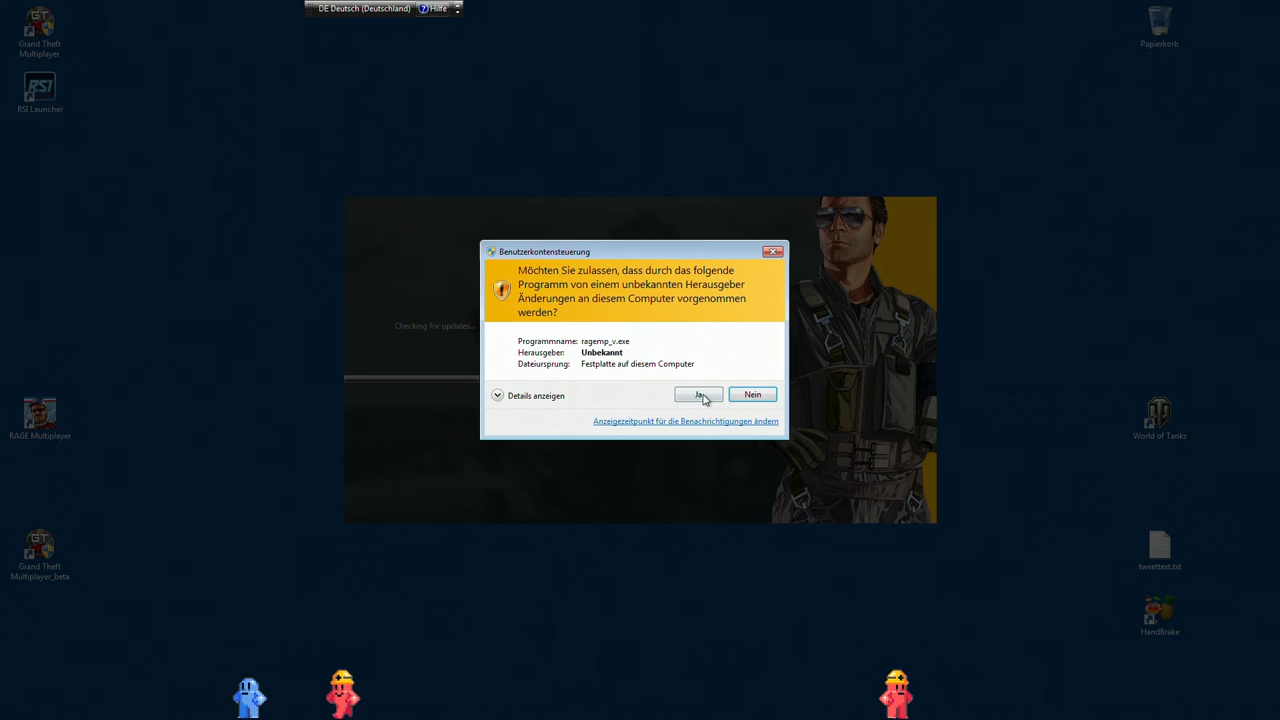 DE Deutsch (Deutschland) Hilfe
GT
Grand Theft
Multiplayer
RSI
RSI Launcher
Papierkorb
Checking for updates...
Benutzerkontensteuerung
Möchten Sie zulassen, dass durch das folgende
Programm von einem unbekannten Herausgeber
Änderungen an diesem Computer vorgenommen
werden?
Programmname: ragemp_v.exe
Herausgeber: Unbekannt
Dateiursprung: Festplatte auf diesem Computer
Details anzeigen
Ja
Nein
Anzeigezeitpunkt für die Benachrichtigungen ändern
RAGE Multiplayer
World of Tanks
GT
Grand Theft
Multiplayer_beta
tweettext.txt
HandBrake